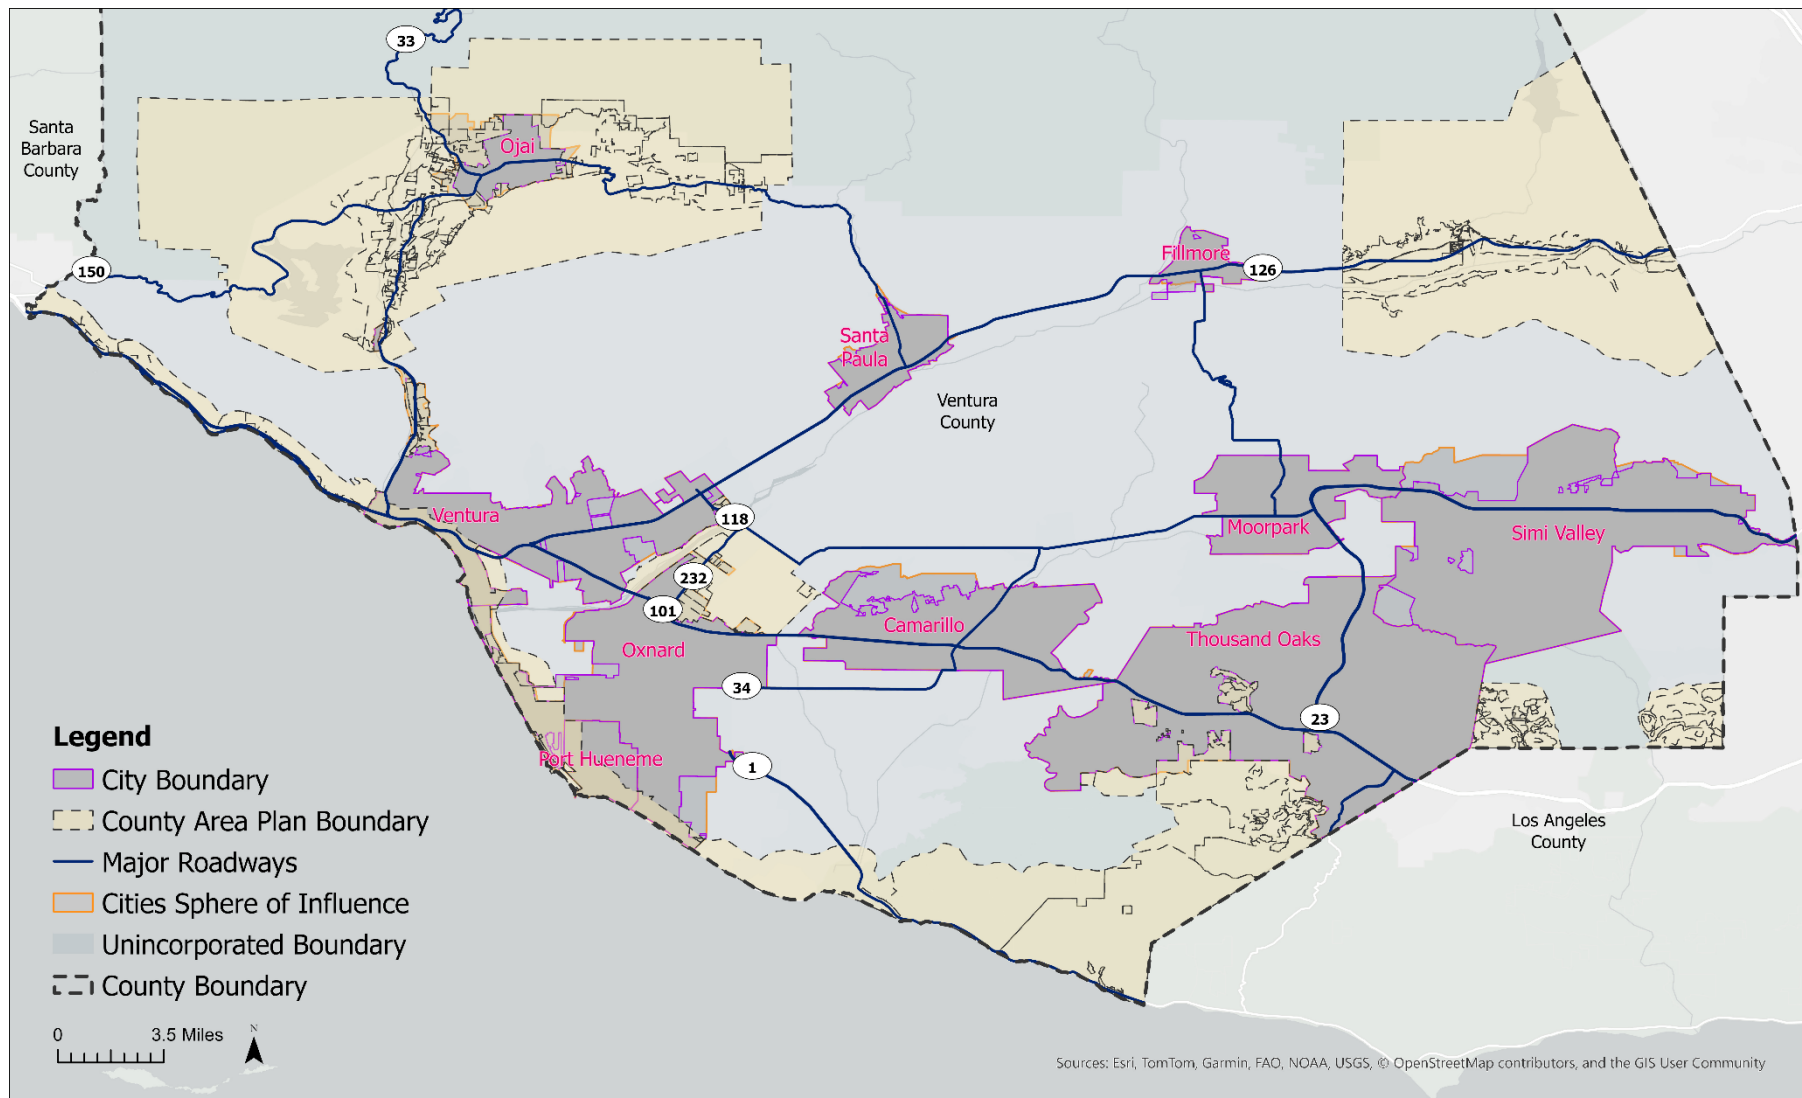 33
Santa
Barbara
County
Ojai
150
Fillmore
126
Santa
Paula
Ventura
County
Ventura
118
Moorpark
Simi Valley
232
101
Camarillo
Oxnard
Thousand Oaks
34
23
Port Hueneme
1
Los Angeles
County
Legend
City Boundary
County Area Plan Boundary
Major Roadways
Cities Sphere of Influence
Unincorporated Boundary
County Boundary
0 3.5 Miles
N
Sources: Esri, TomTom, Garmin, FAO, NOAA, USGS, © OpenStreetMap contributors, and the GIS User Community